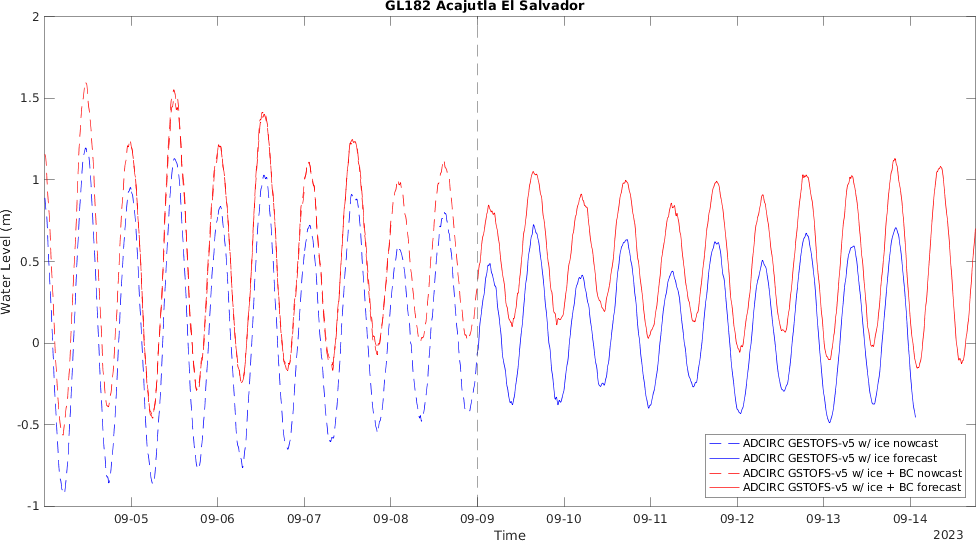 GL182 Acajutla El Salvador
2
1.5
1
0.5
0
-0.5
-1
Water Level (m)
ADCIRC GESTOFS-v5 w/ ice nowcast
ADCIRC GESTOFS-v5 w/ ice forecast
ADCIRC GSTOFS-v5 w/ ice + BC nowcast
ADCIRC GSTOFS-v5 w/ ice + BC forecast
09-05 09-06 09-07 09-08 09-09 09-10 09-11 09-12 09-13 09-14
Time
2023